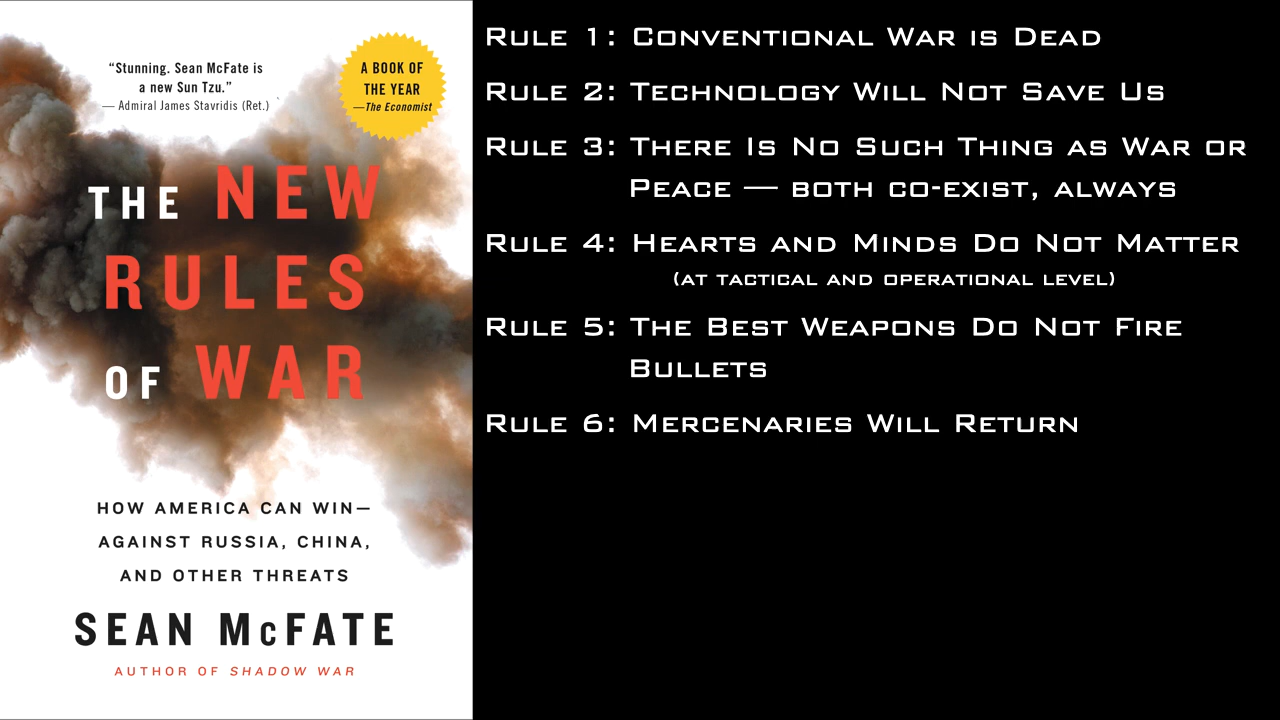 “Stunning. Sean McFate is
a new Sun Tzu.”
— Admiral James Stavridis (Ret.)
A BOOK OF
THE YEAR
—The Economist
THE NEW
RULES
OF WAR
HOW AMERICA CAN WIN—
AGAINST RUSSIA, CHINA,
AND OTHER THREATS
SEAN McFATE
AUTHOR OF SHADOW WAR
Rule 1: Conventional War is Dead
Rule 2: Technology Will Not Save Us
Rule 3: There Is No Such Thing as War or
Peace — both co-exist, always
Rule 4: Hearts and Minds Do Not Matter
(at tactical and operational level)
Rule 5: The Best Weapons Do Not Fire
Bullets
Rule 6: Mercenaries Will Return